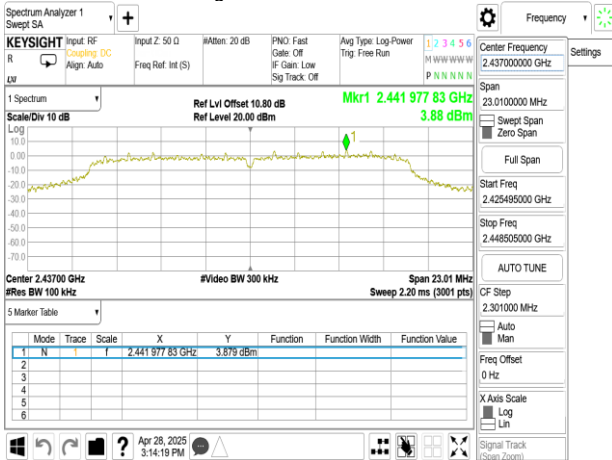 Spectrum Analyzer 1
Swept SA
Frequency
Settings
KEYSIGHT
R
LXI
Input: RF
Coupling: DC
Align: Auto
Input Z: 50 Ω
Freq Ref: Int (S)
#Atten: 20 dB
PNO: Fast
Gate: Off
IF Gain: Low
Sig Track: Off
Avg Type: Log-Power
Trig: Free Run
1 2 3 4 5 6
M W W W W W
P N N N N N
1 Spectrum
Scale/Div 10 dB
Ref Lvl Offset 10.80 dB
Ref Level 20.00 dBm
Mkr1 2.441 977 83 GHz
3.88 dBm
Log
10.0
0.00
-10.0
-20.0
-30.0
-40.0
-50.0
-60.0
-70.0
1
Center 2.43700 GHz
#Res BW 100 kHz
#Video BW 300 kHz
Span 23.01 MHz
Sweep 2.20 ms (3001 pts)
5 Marker Table
Mode Trace Scale X Y Function Function Width Function Value
1 N 1 f 2.441 977 83 GHz 3.879 dBm
2
3
4
5
6
Center Frequency
2.437000000 GHz
Span
23.0100000 MHz
Swept Span
Zero Span
Full Span
Start Freq
2.425495000 GHz
Stop Freq
2.448505000 GHz
AUTO TUNE
CF Step
2.301000 MHz
Auto
Man
Freq Offset
0 Hz
X Axis Scale
Log
Lin
Signal Track
(Span Zoom)
?
Apr 28, 2025
3:14:19 PM